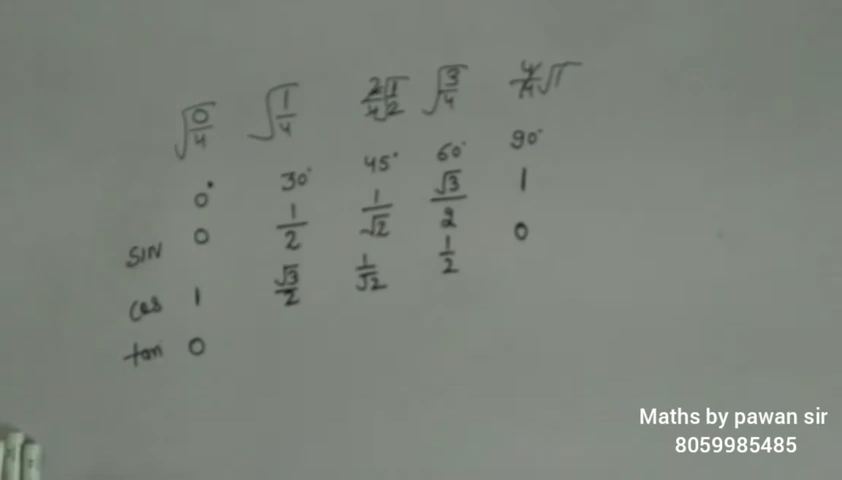 √0/4 √1/4 2/4 √1/2 √3/4 4/4 √1
0° 30° 45° 60° 90°
SIN 0 1/2 1/√2 √3/2 1
cos 1 √3/2 1/√2 1/2 0
tan 0
Maths by pawan sir
8059985485